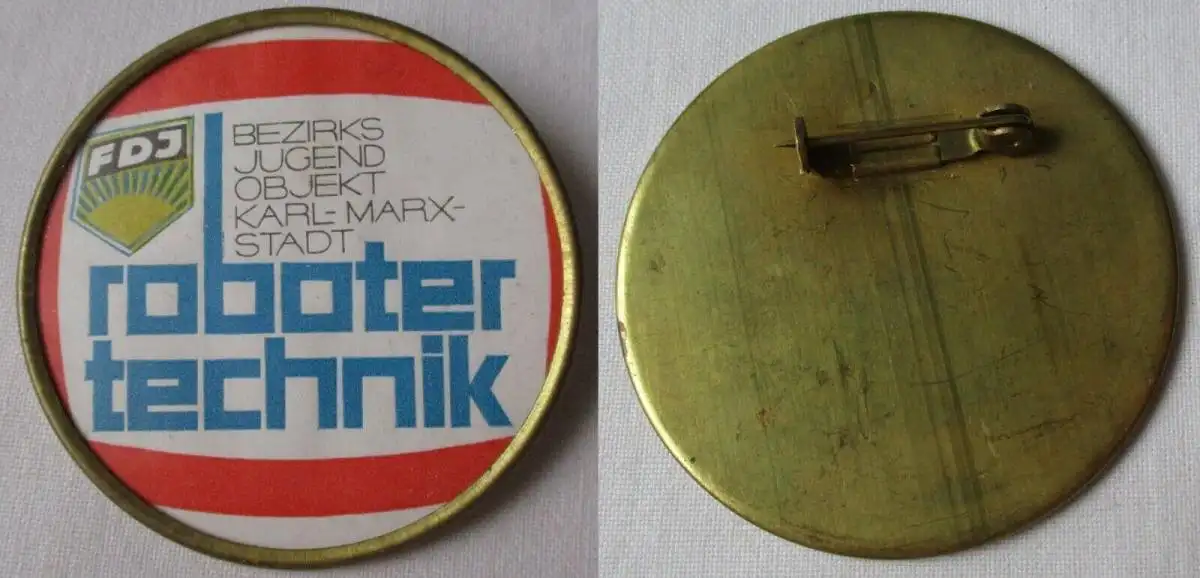 FDJ
BEZIRKS
JUGEND
OBJEKT
KARL-MARX-
STADT
roboter
technik